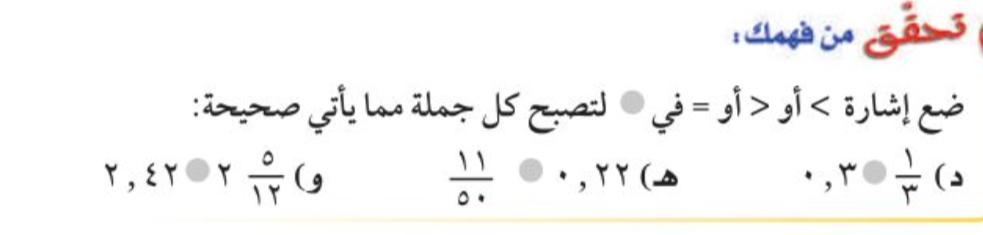 تحقَّق من فهمك:
ضع إشارة > أو < أو = في ● لتصبح كل جملة مما يأتي صحيحة:
د) ١/٣ ● ٠,٣ هـ) ٠,٢٢ ● ١١/٥٠ و) ٢ ٥/١٢ ● ٢,٤٢